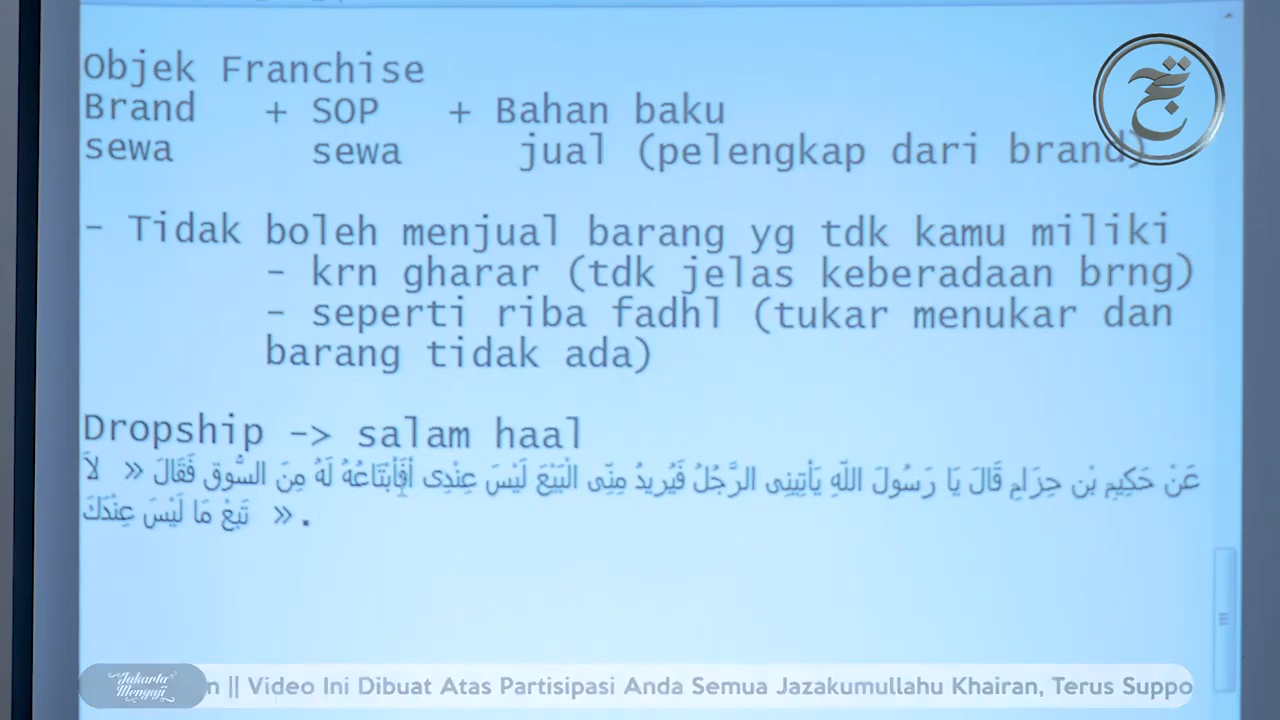 Objek Franchise
Brand + SOP + Bahan baku
sewa sewa jual (pelengkap dari brand)
- Tidak boleh menjual barang yg tdk kamu miliki
- krn gharar (tdk jelas keberadaan brng)
- seperti riba fadhl (tukar menukar dan
barang tidak ada)
Dropship -> salam haal
عَنْ حَكِيمِ بْنِ حِزَامٍ قَالَ يَا رَسُولَ اللَّهِ يَأْتِينِى الرَّجُلُ فَيُرِيدُ مِنِّى الْبَيْعَ لَيْسَ عِنْدِى أَفَأَبْتَاعُهُ لَهُ مِنَ السُّوقِ فَقَالَ « لاَ
تَبِعْ مَا لَيْسَ عِنْدَكَ » .
Jakarta
Mengaji
n || Video Ini Dibuat Atas Partisipasi Anda Semua Jazakumullahu Khairan, Terus Suppo